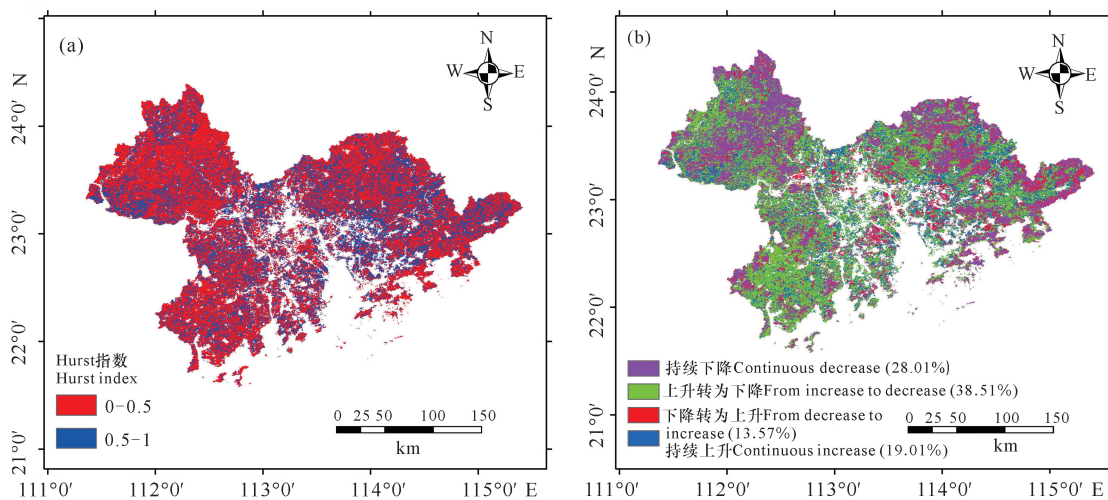 (a)
N
W E
S
N
24°0′
23°0′
22°0′
21°0′
Hurst指数
Hurst index
0-0.5
0.5-1
0 25 50 100 150
km
111°0′ 112°0′ 113°0′ 114°0′ 115°0′ E
(b)
N
W E
S
N
24°0′
23°0′
22°0′
21°0′
持续下降Continuous decrease (28.01%)
上升转为下降From increase to decrease (38.51%)
下降转为上升From decrease to
increase (13.57%)
持续上升Continuous increase (19.01%)
0 25 50 100 150
km
111°0′ 112°0′ 113°0′ 114°0′ 115°0′ E